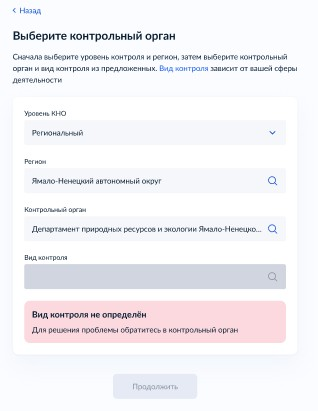 Назад
Выберите контрольный орган
Сначала выберите уровень контроля и регион, затем выберите контрольный
орган и вид контроля из предложенных. Вид контроля зависит от вашей сферы
деятельности
Уровень КНО
Региональный
Регион
Ямало-Ненецкий автономный округ
Контрольный орган
Департамент природных ресурсов и экологии Ямало-Ненецко...
Вид контроля
Вид контроля не определён
Для решения проблемы обратитесь в контрольный орган
Продолжить